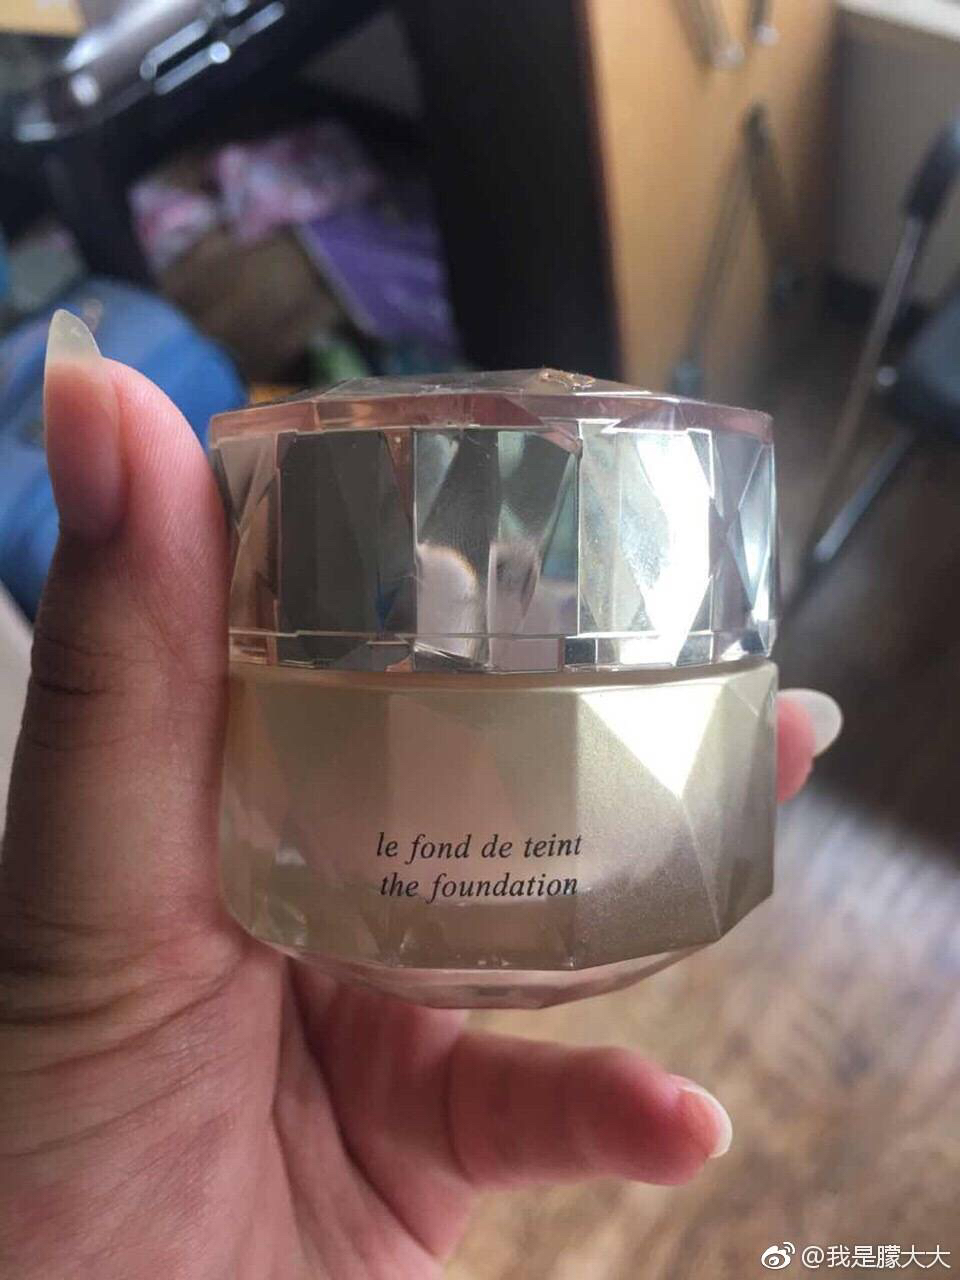 le fond de teint
the foundation
@我是朦大大